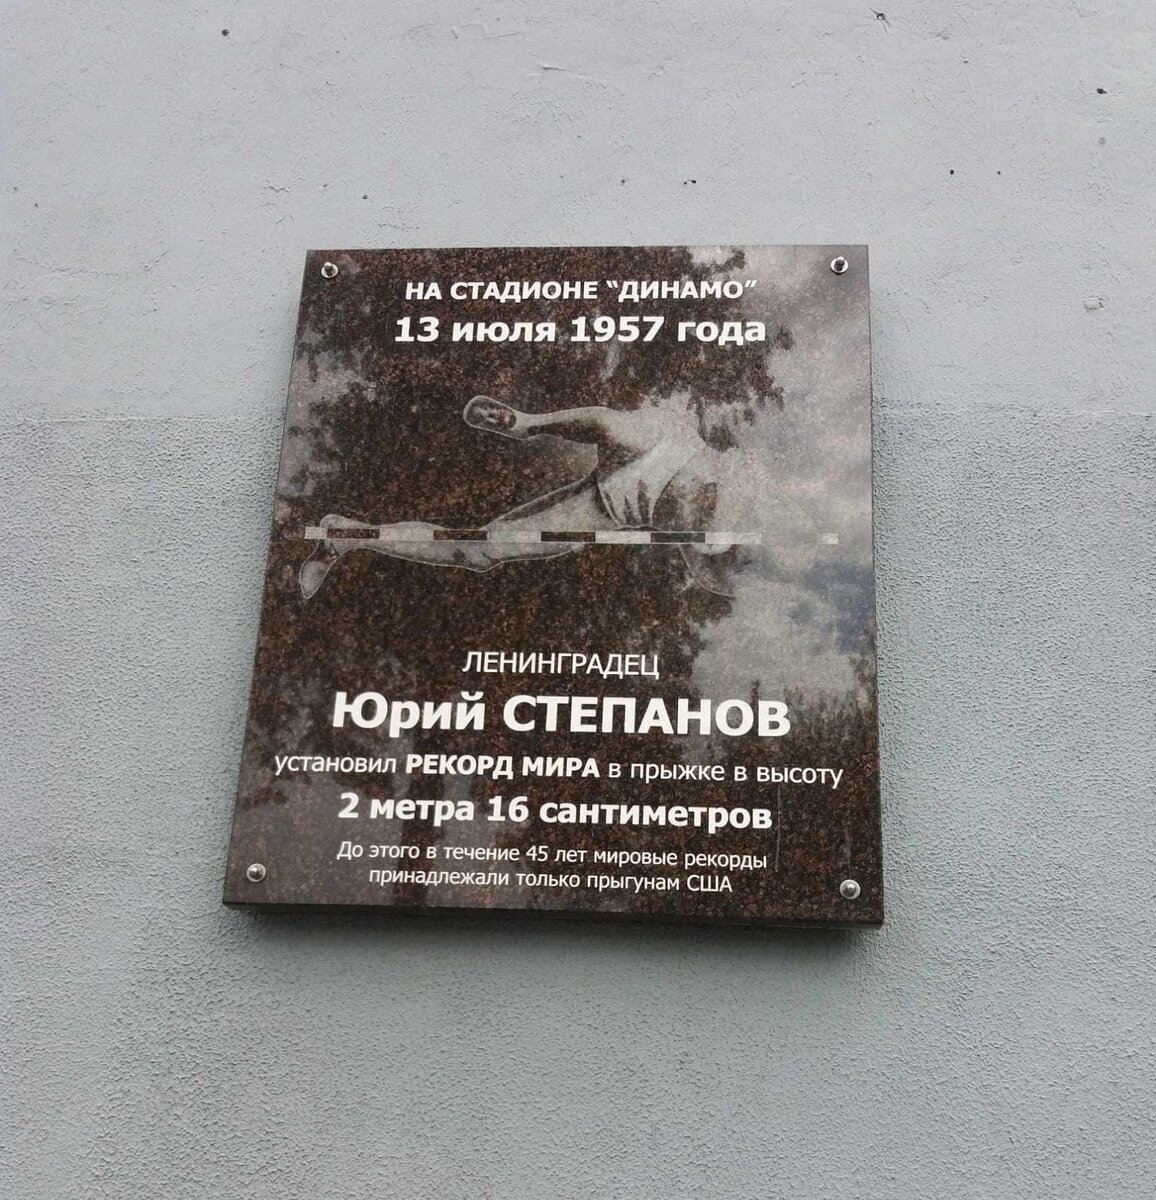 НА СТАДИОНЕ “ДИНАМО”
13 июля 1957 года
ЛЕНИНГРАДЕЦ
Юрий СТЕПАНОВ
установил РЕКОРД МИРА в прыжке в высоту
2 метра 16 сантиметров
До этого в течение 45 лет мировые рекорды
принадлежали только прыгунам США